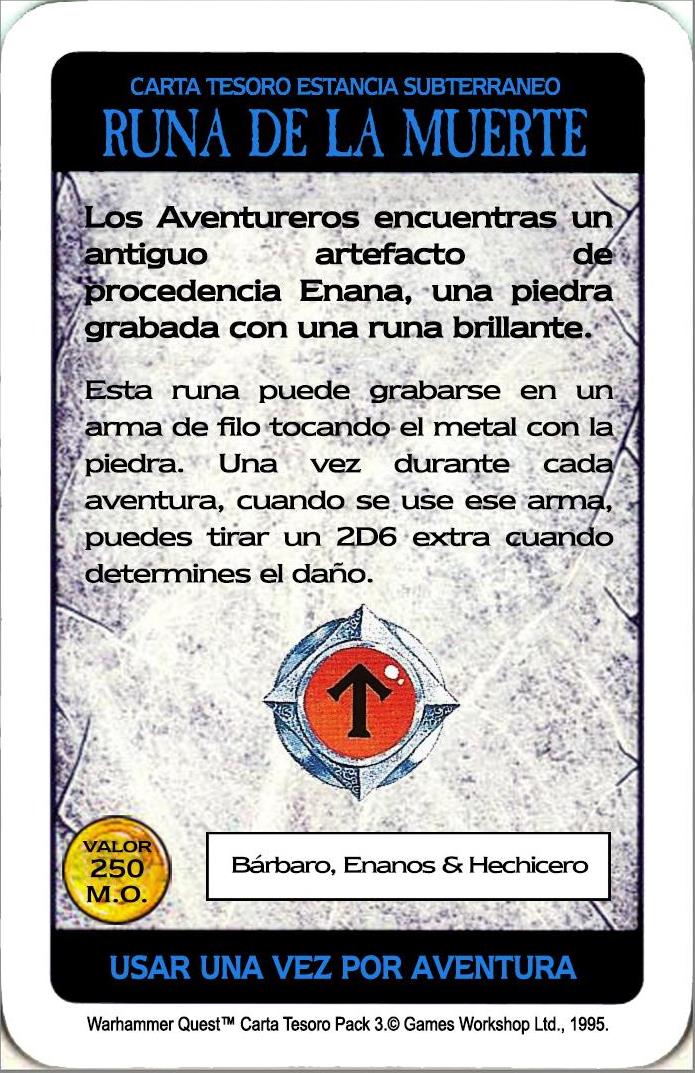 CARTA TESORO ESTANCIA SUBTERRANEO
RUNA DE LA MUERTE
Los Aventureros encuentras un
antiguo artefacto de
procedencia Enana, una piedra
grabada con una runa brillante.
Esta runa puede grabarse en un
arma de filo tocando el metal con la
piedra. Una vez durante cada
aventura, cuando se use ese arma,
puedes tirar un 2D6 extra cuando
determines el daño.
VALOR
250
M.O.
Bárbaro, Enanos & Hechicero
USAR UNA VEZ POR AVENTURA
Warhammer Quest™ Carta Tesoro Pack 3.© Games Workshop Ltd., 1995.